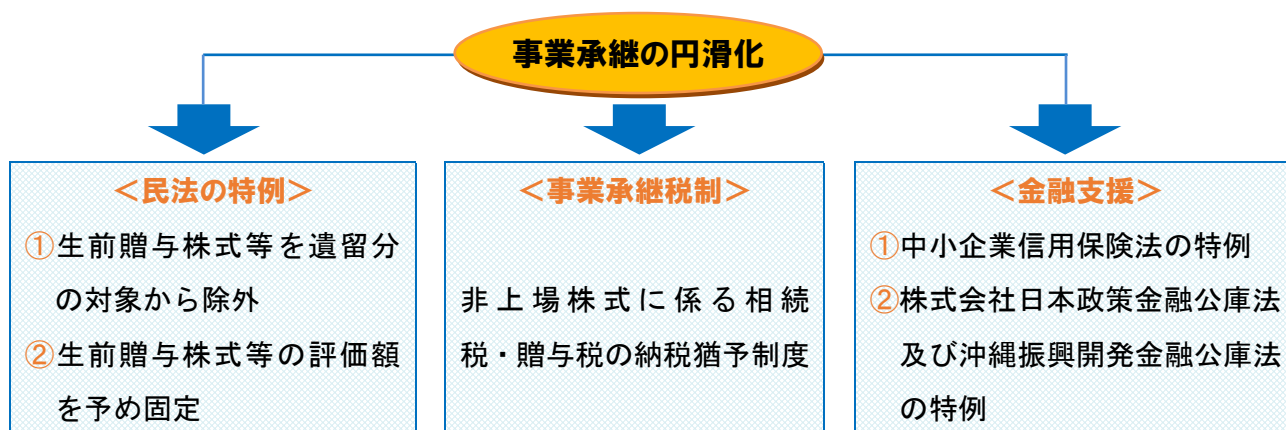 事業承継の円滑化
＜民法の特例＞
①生前贈与株式等を遺留分
の対象から除外
②生前贈与株式等の評価額
を予め固定
＜事業承継税制＞
非上場株式に係る相続
税・贈与税の納税猶予制度
＜金融支援＞
①中小企業信用保険法の特例
②株式会社日本政策金融公庫法
及び沖縄振興開発金融公庫法
の特例